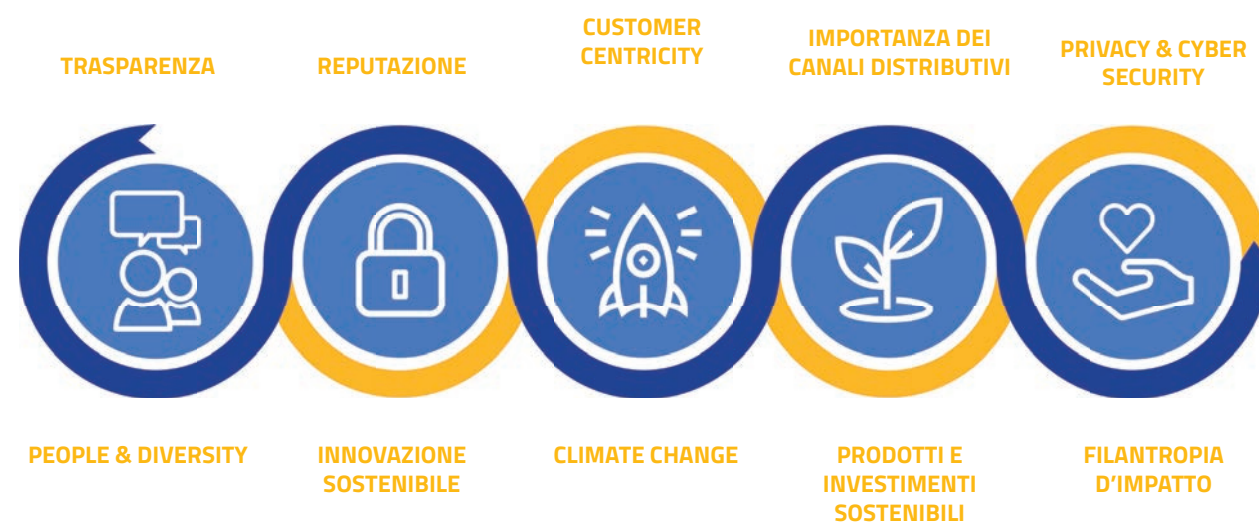 TRASPARENZA
REPUTAZIONE
CUSTOMER
CENTRICITY
IMPORTANZA DEI
CANALI DISTRIBUTIVI
PRIVACY & CYBER
SECURITY
PEOPLE & DIVERSITY
INNOVAZIONE
SOSTENIBILE
CLIMATE CHANGE
PRODOTTI E
INVESTIMENTI
SOSTENIBILI
FILANTROPIA
D’IMPATTO